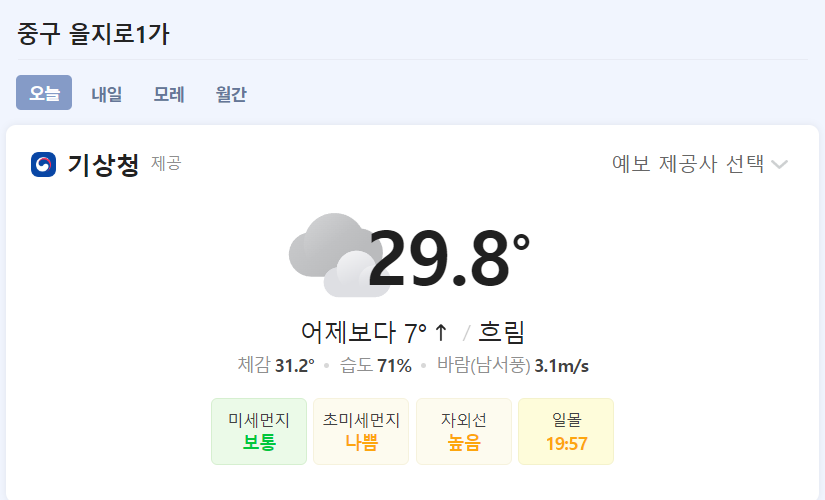 중구 을지로1가
오늘 내일 모레 월간
기상청 제공 예보 제공사 선택
29.8°
어제보다 7° ↑ / 흐림
체감 31.2° • 습도 71% • 바람(남서풍) 3.1m/s
미세먼지 초미세먼지 자외선 일몰
보통 나쁨 높음 19:57